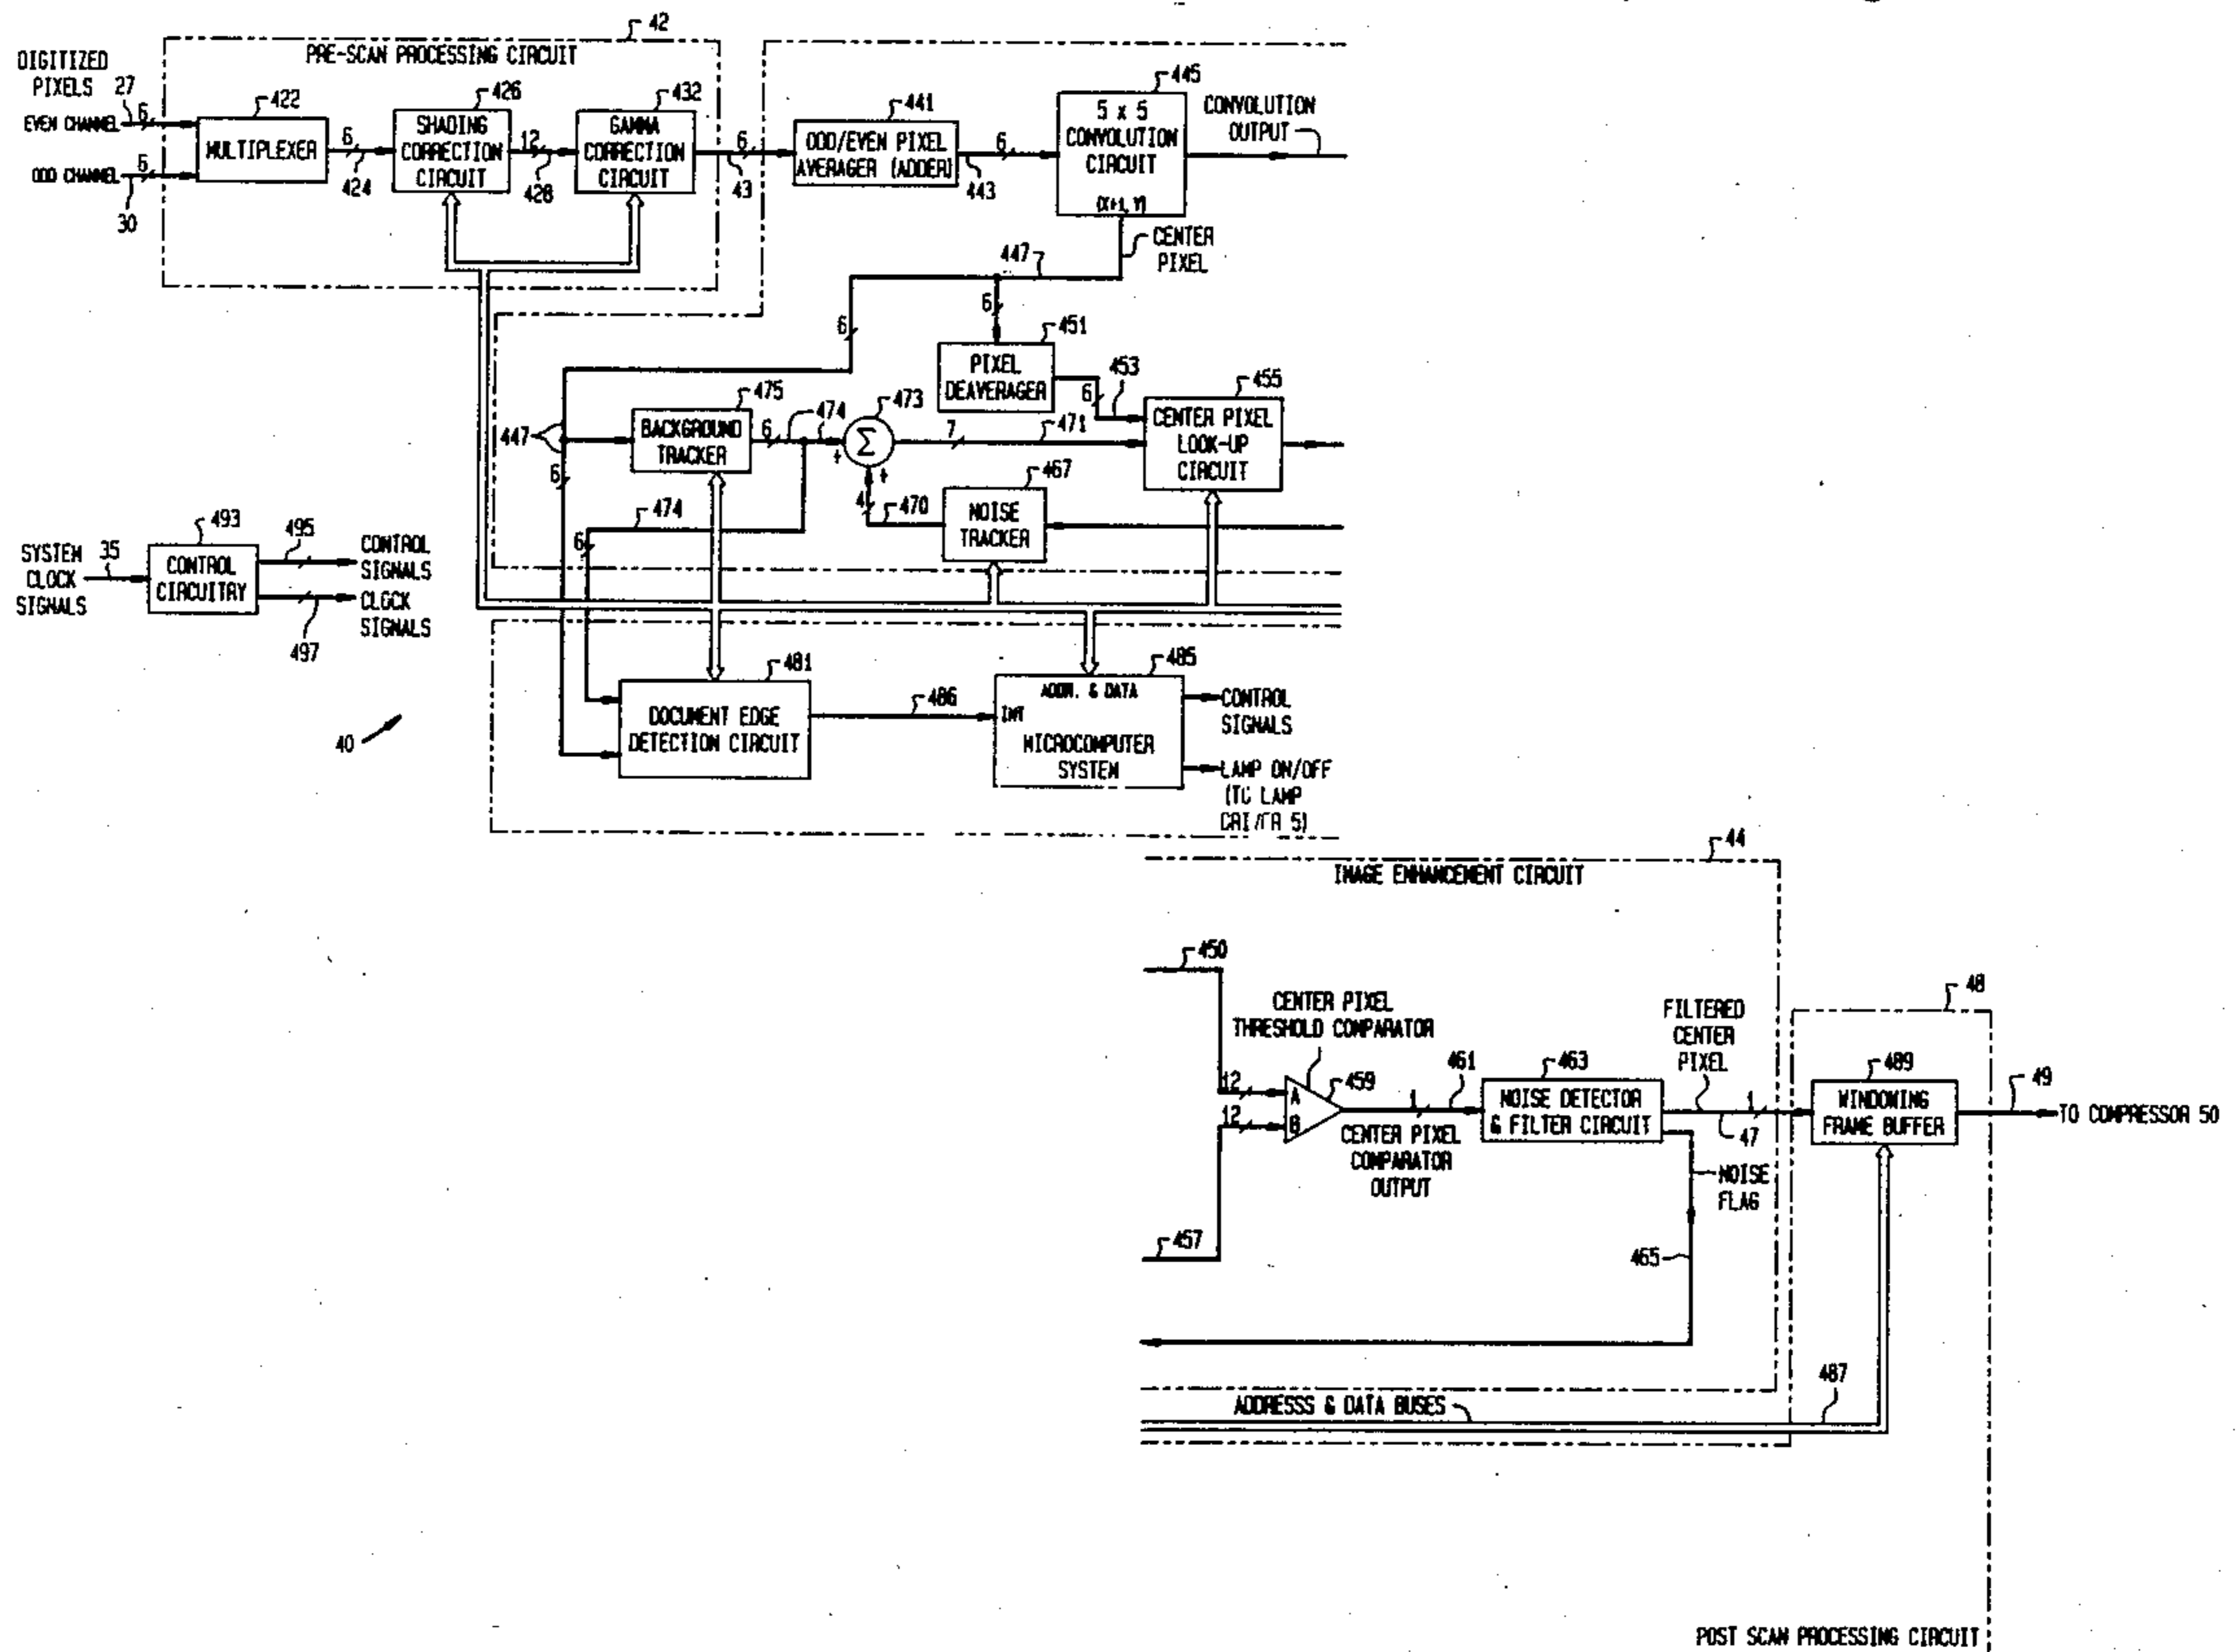 42
PRE-SCAN PROCESSING CIRCUIT
DIGITIZED
PIXELS
27
6
EVEN CHANNEL
ODD CHANNEL
6
30
422
MULTIPLEXER
6
424
426
SHADING
CORRECTION
CIRCUIT
12
428
432
GAMMA
CORRECTION
CIRCUIT
6
43
441
ODD/EVEN PIXEL
AVERAGER (ADDER)
6
443
445
5 x 5
CONVOLUTION
CIRCUIT
(X+1, Y)
CONVOLUTION
OUTPUT
CENTER
PIXEL
447
6
6
451
PIXEL
DEAVERAGER
453
6
455
CENTER PIXEL
LOOK-UP
CIRCUIT
475
BACKGROUND
TRACKER
447
6
6
474
473
Σ
+
+
7
471
467
NOISE
TRACKER
4
470
474
6
SYSTEM
CLOCK
SIGNALS
35
493
CONTROL
CIRCUITRY
495
CONTROL
SIGNALS
CLOCK
SIGNALS
497
40
481
DOCUMENT EDGE
DETECTION CIRCUIT
486
485
ADDR. & DATA
INT
MICROCOMPUTER
SYSTEM
CONTROL
SIGNALS
LAMP ON/OFF
(TO LAMP
5)
44
IMAGE ENHANCEMENT CIRCUIT
450
CENTER PIXEL
THRESHOLD COMPARATOR
12
A
12
B
459
1
461
CENTER PIXEL
COMPARATOR
OUTPUT
463
NOISE DETECTOR
& FILTER CIRCUIT
FILTERED
CENTER
PIXEL
1
47
NOISE
FLAG
465
457
48
489
WINDOWING
FRAME BUFFER
49
TO COMPRESSOR 50
487
ADDRESSS & DATA BUSES
POST SCAN PROCESSING CIRCUIT